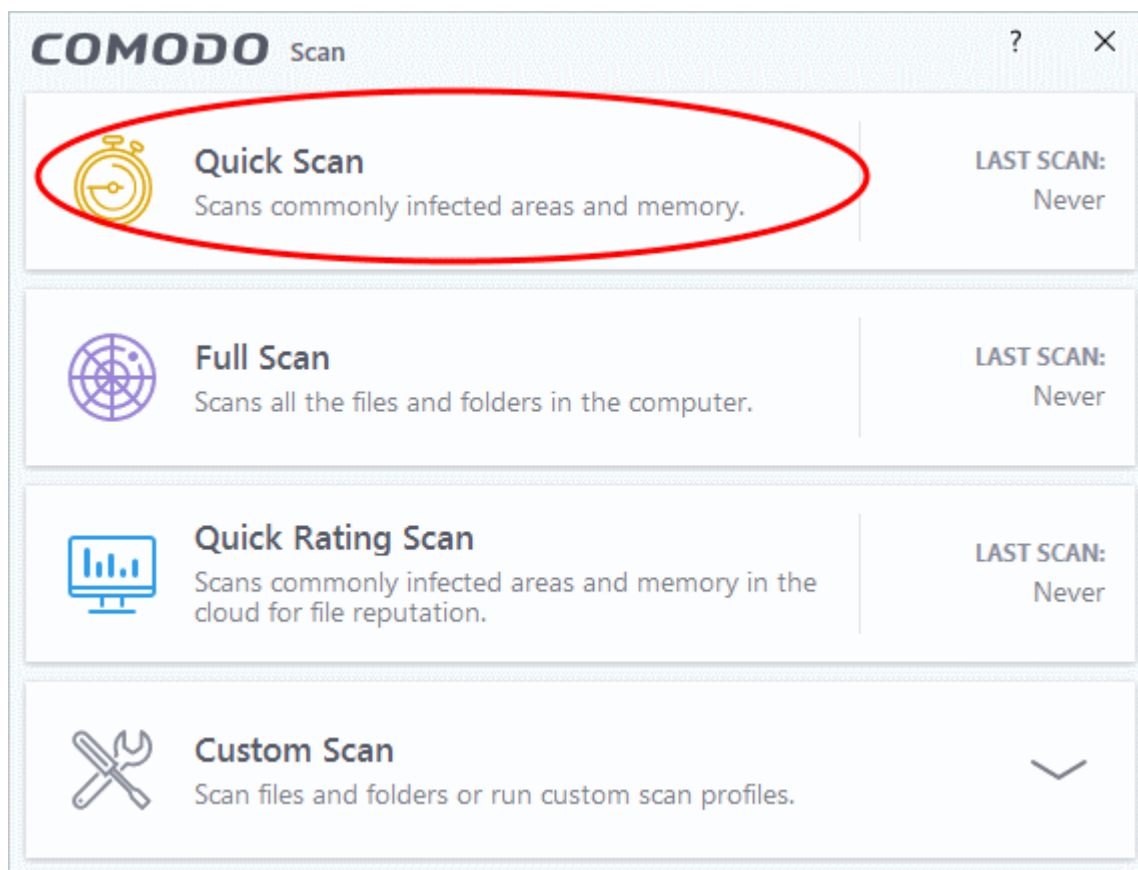 COMODO Scan
?
Quick Scan
Scans commonly infected areas and memory.
LAST SCAN:
Never
Full Scan
Scans all the files and folders in the computer.
LAST SCAN:
Never
Quick Rating Scan
Scans commonly infected areas and memory in the
cloud for file reputation.
LAST SCAN:
Never
Custom Scan
Scan files and folders or run custom scan profiles.